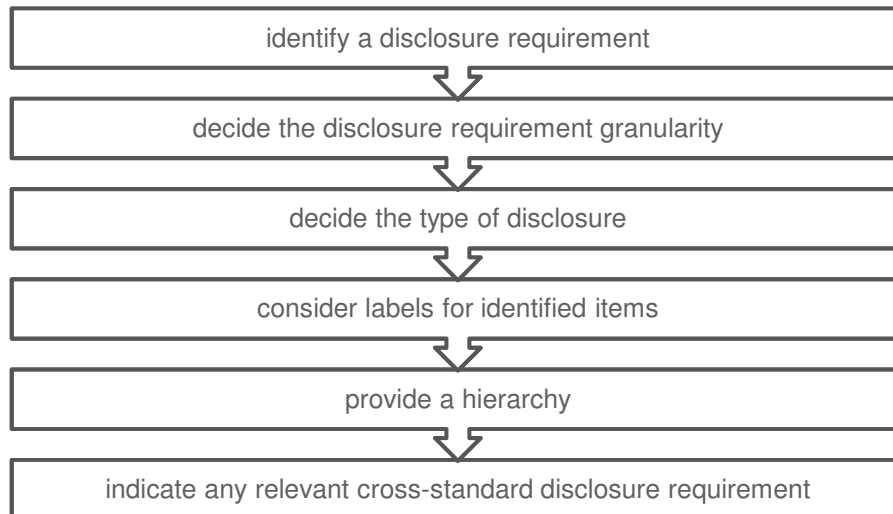 identify a disclosure requirement
decide the disclosure requirement granularity
decide the type of disclosure
consider labels for identified items
provide a hierarchy
indicate any relevant cross-standard disclosure requirement